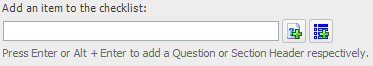 Add an item to the checklist:
Press Enter or Alt + Enter to add a Question or Section Header respectively.